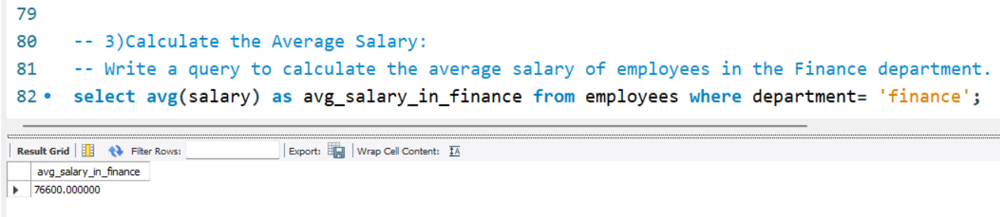 79
80 -- 3)Calculate the Average Salary:
81 -- Write a query to calculate the average salary of employees in the Finance department.
82 • select avg(salary) as avg_salary_in_finance from employees where department= 'finance';
Result Grid Filter Rows: Export: Wrap Cell Content: IA
avg_salary_in_finance
76600.000000